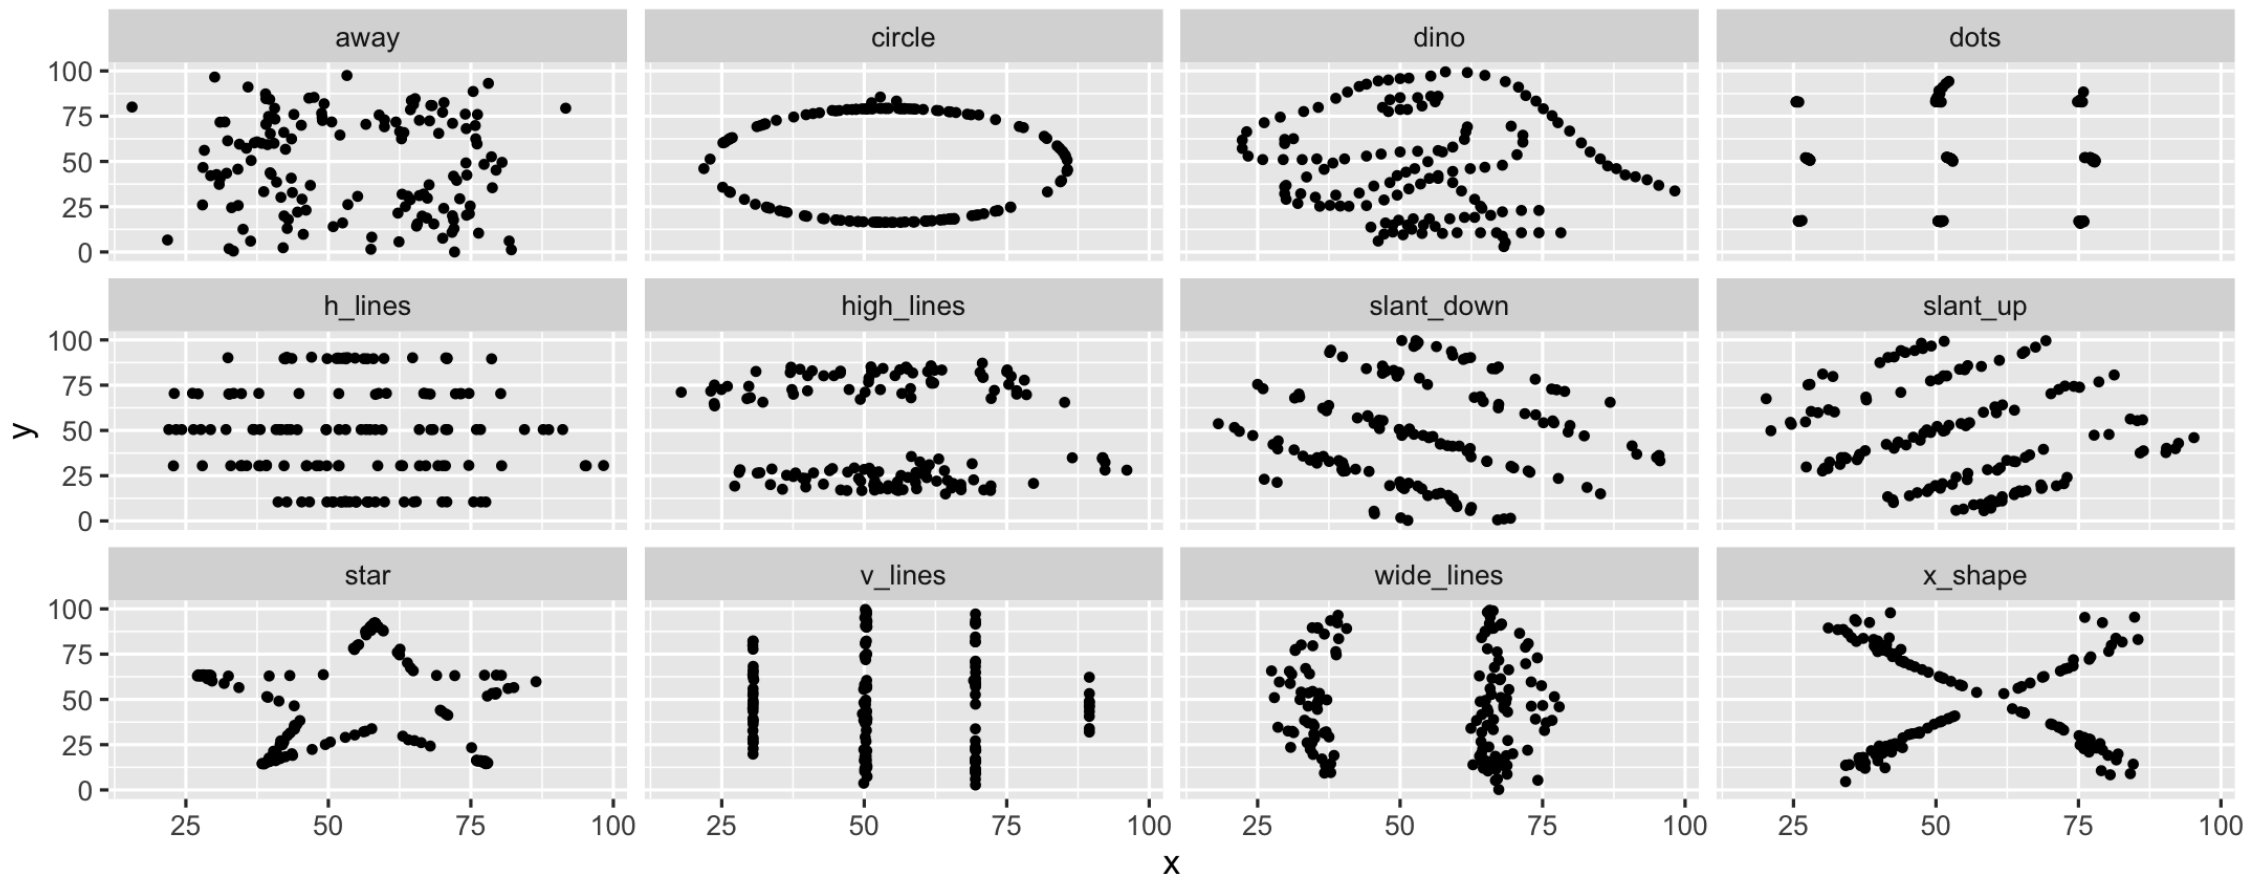 away circle dino dots
100
75
50
25
0
h_lines high_lines slant_down slant_up
100
75
50
25
0
y
star v_lines wide_lines x_shape
100
75
50
25
0
25 50 75 100 25 50 75 100 25 50 75 100 25 50 75 100
x